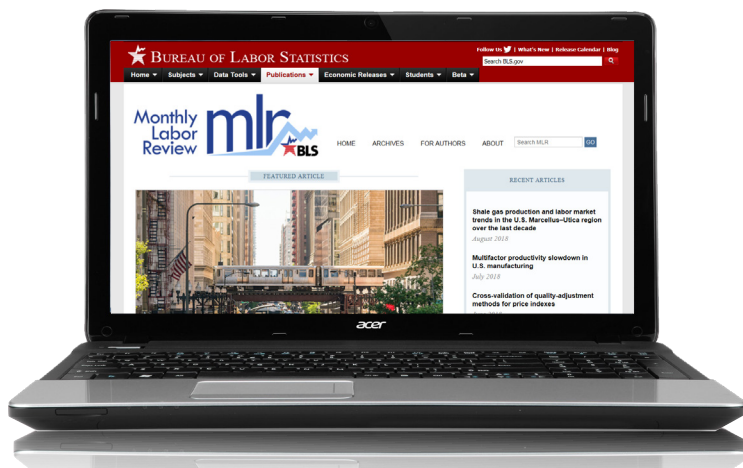 BUREAU OF LABOR STATISTICS
Follow Us | What's New | Release Calendar | Blog
Search BLS.gov
Home Subjects Data Tools Publications Economic Releases Students Beta
Monthly
Labor
Review
mlr
BLS
HOME ARCHIVES FOR AUTHORS ABOUT Search MLR GO
FEATURED ARTICLE
RECENT ARTICLES
Shale gas production and labor market
trends in the U.S. Marcellus–Utica region
over the last decade
August 2018
Multifactor productivity slowdown in
U.S. manufacturing
July 2018
Cross-validation of quality-adjustment
methods for price indexes
acer